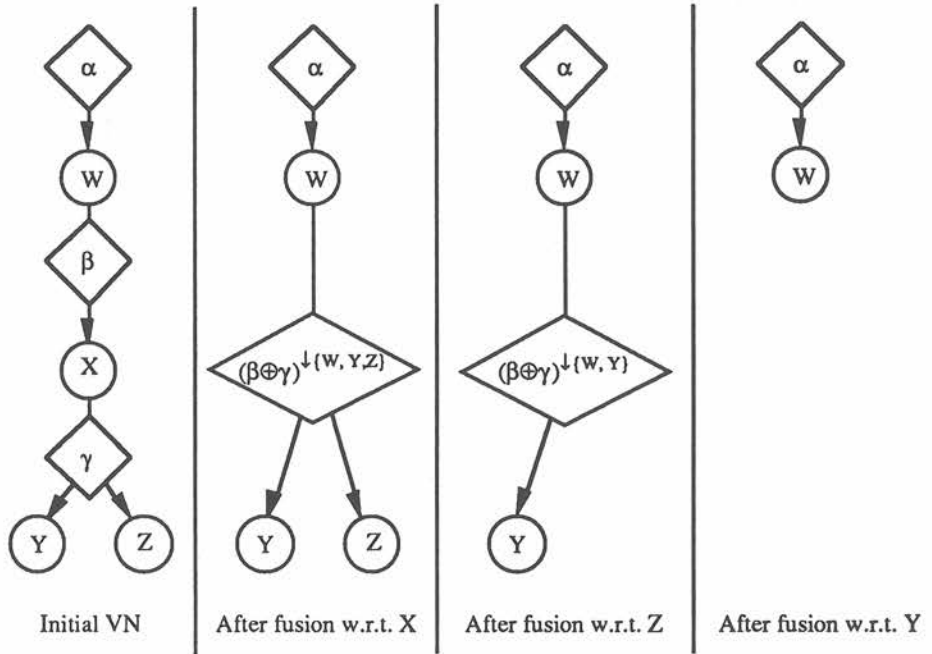 α
W
β
X
γ
Y
Z
Initial VN
α
W
(β⊕γ)↓{W, Y,Z}
Y
Z
After fusion w.r.t. X
α
W
(β⊕γ)↓{W, Y}
Y
After fusion w.r.t. Z
α
W
After fusion w.r.t. Y